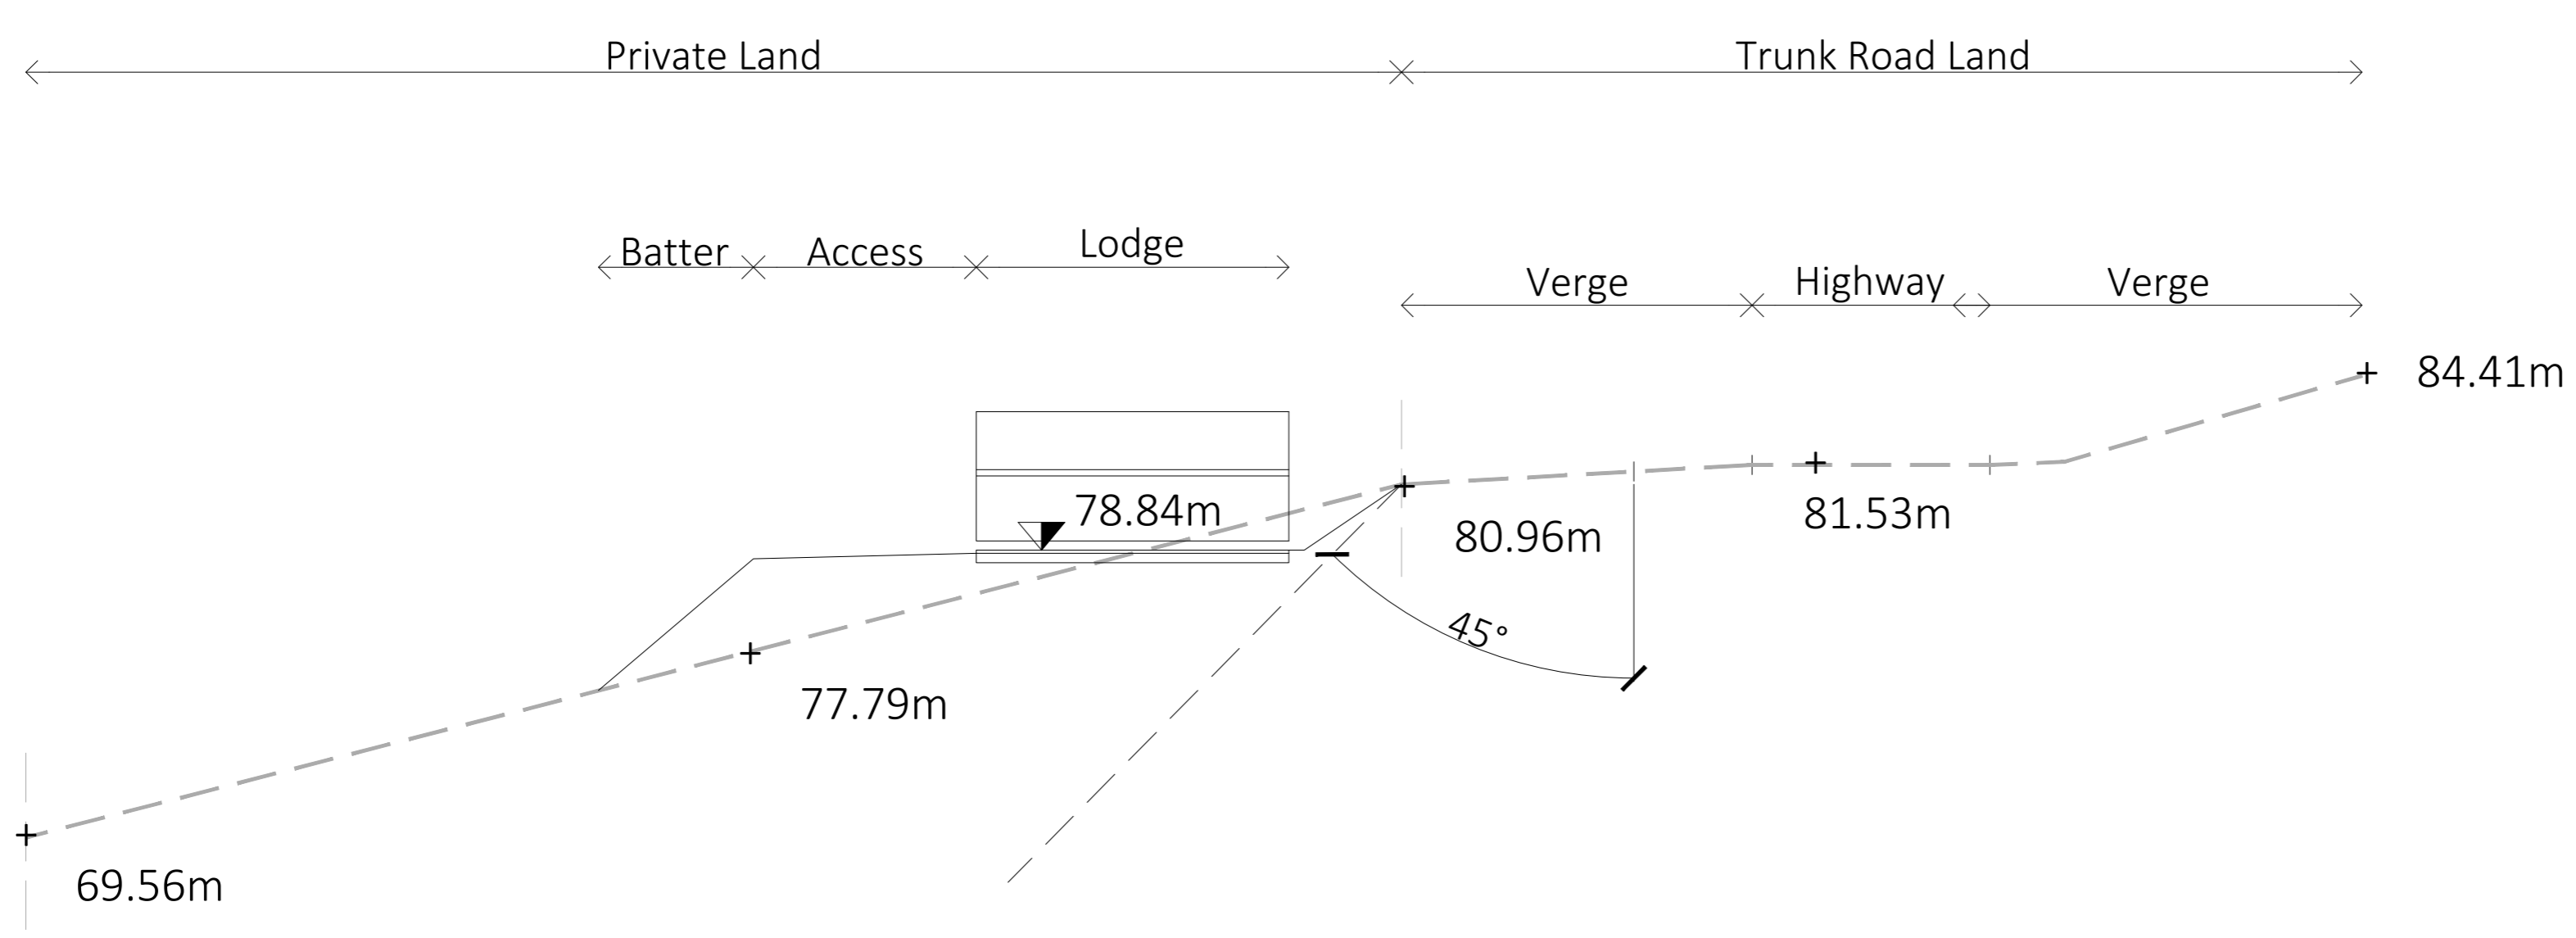 Private Land
Trunk Road Land
Batter
Access
Lodge
Verge
Highway
Verge
84.41m
78.84m
80.96m
81.53m
45°
77.79m
69.56m